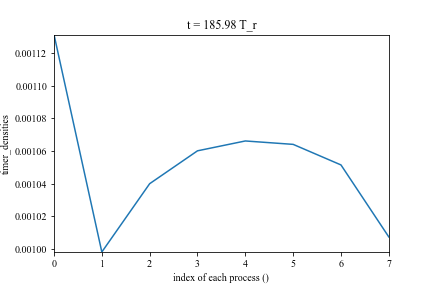 t = 185.98 T_r
timer_densities
0.00112
0.00110
0.00108
0.00106
0.00104
0.00102
0.00100
0 1 2 3 4 5 6 7
index of each process ()